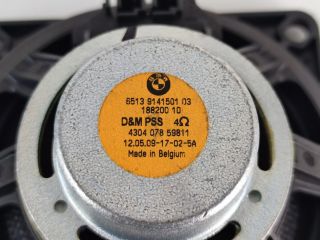 BMW
6513 9141501 03
188200 10
D&M PSS 4Ω
4304 078 59811
12.05.09-17-02-5A
Made in Belgium